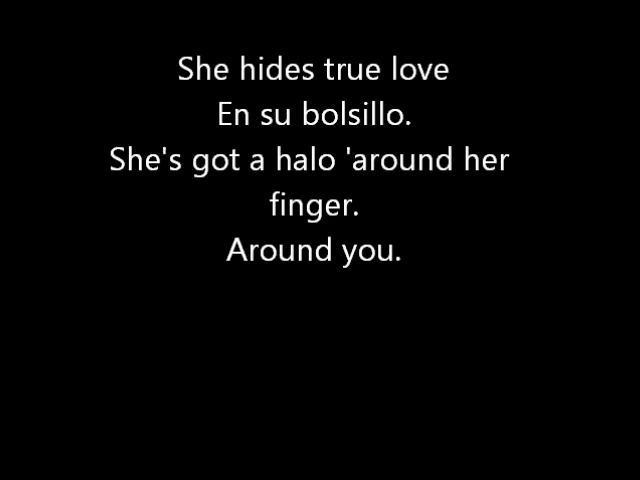 She hides true love
En su bolsillo.
She's got a halo 'around her
finger.
Around you.